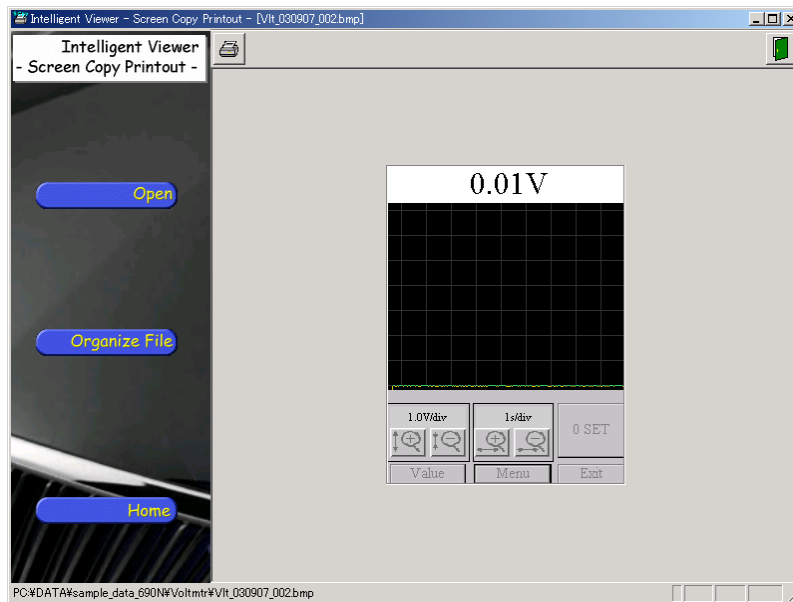 Intelligent Viewer - Screen Copy Printout - [Vlt_030907_002.bmp]
Intelligent Viewer
- Screen Copy Printout -
Open
Organize File
Home
0.01V
1.0V/div
1s/div
0 SET
Value
Menu
Exit
PC:¥DATA¥sample_data_690N¥Voltmtr¥Vlt_030907_002.bmp